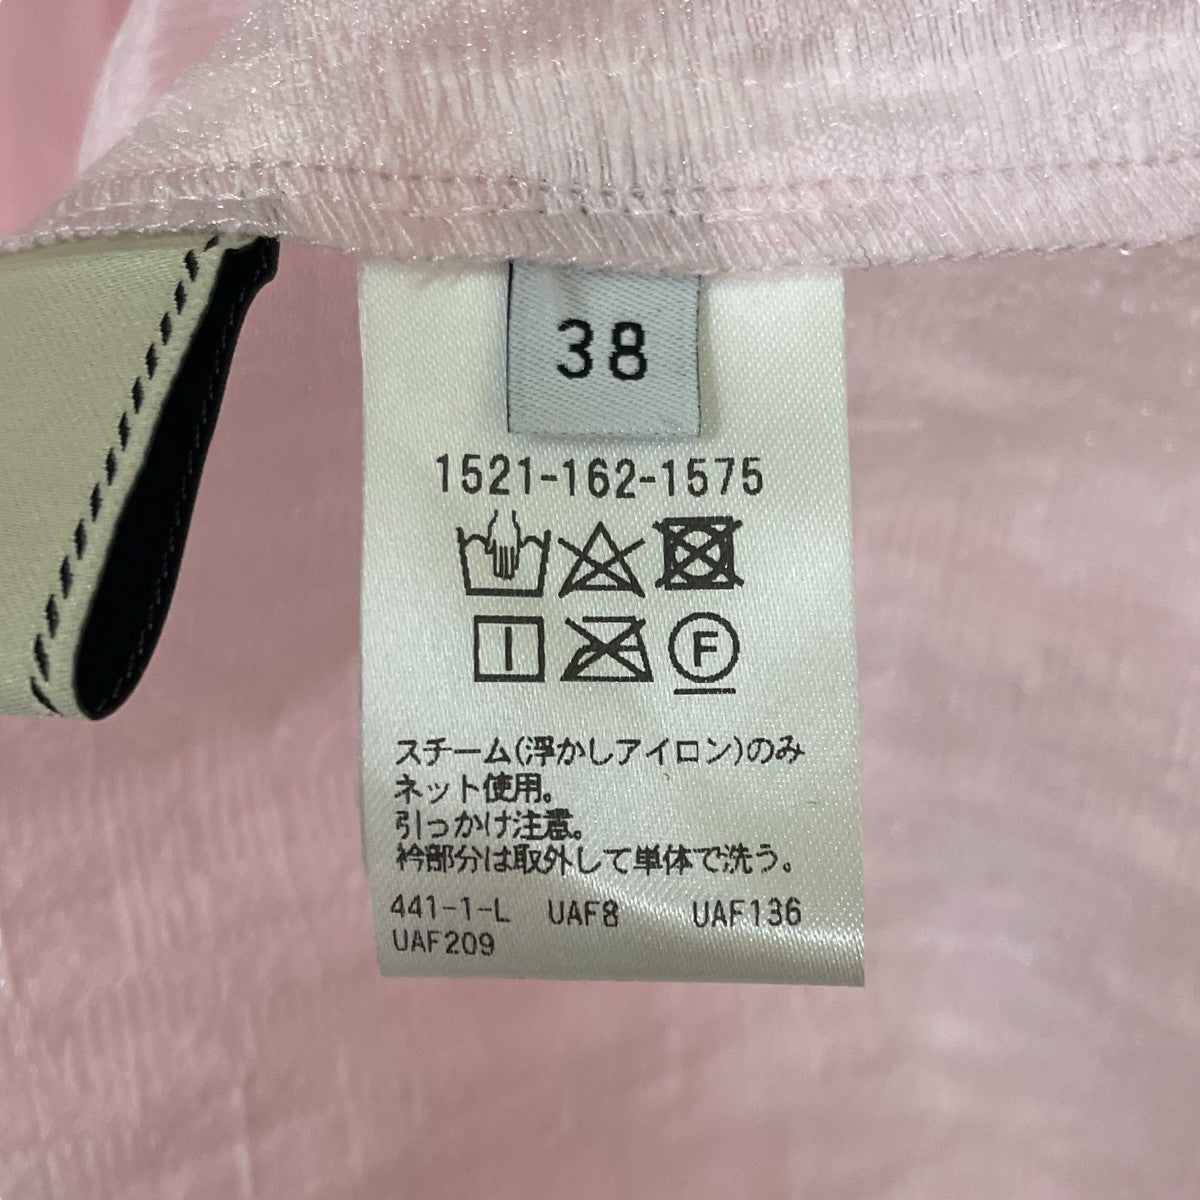 38
1521-162-1575
F
スチーム(浮かしアイロン)のみ
ネット使用。
引っかけ注意。
衿部分は取外して単体で洗う。
441-1-L UAF8 UAF136
UAF209